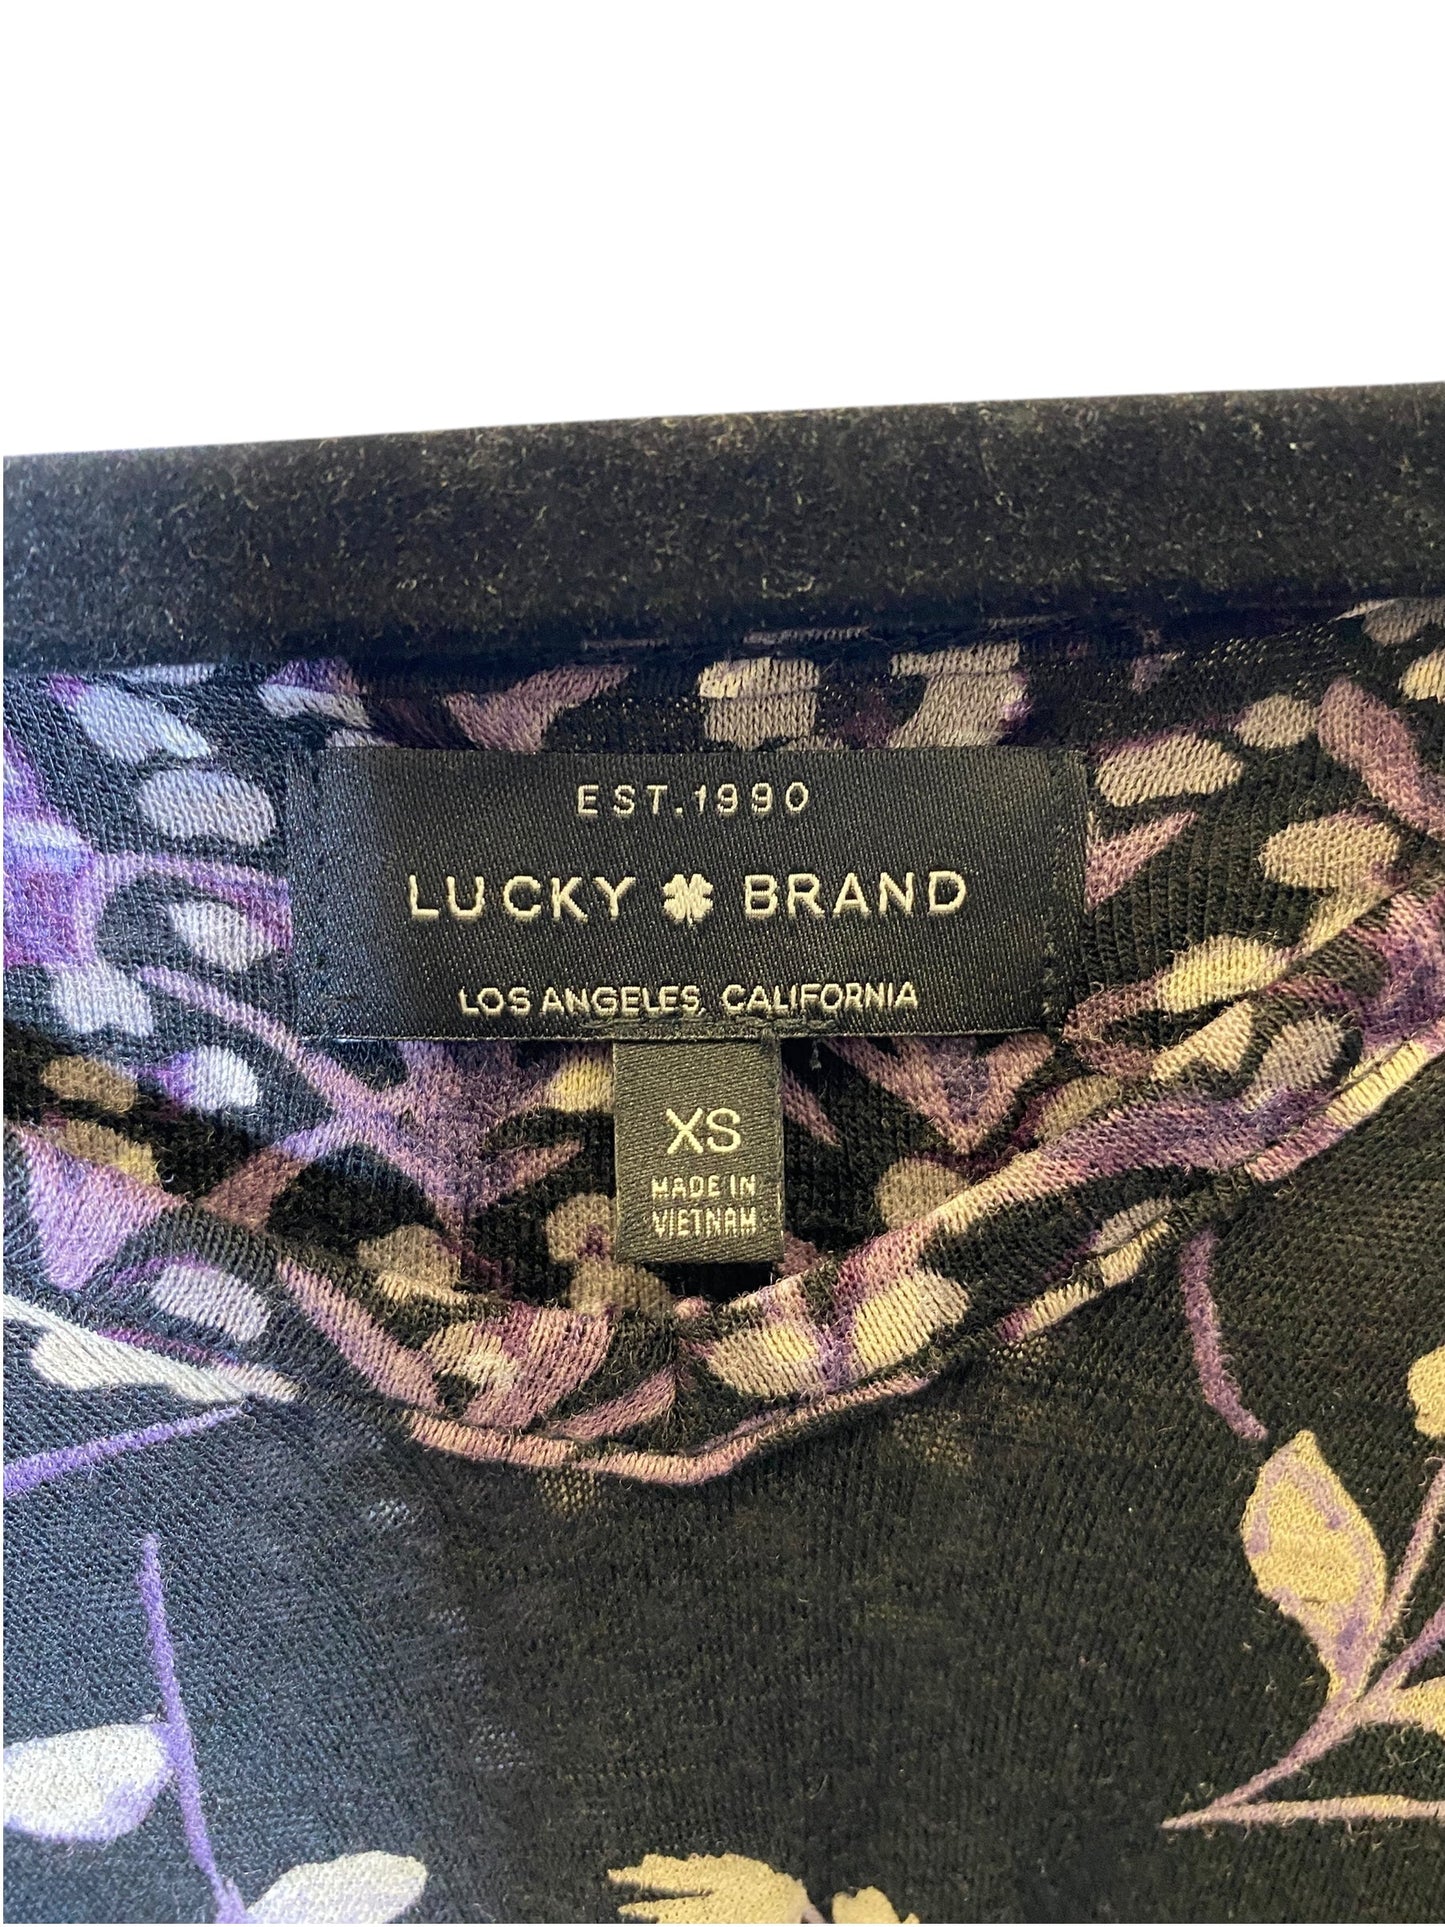 EST.1990
LUCKY BRAND
LOS ANGELES, CALIFORNIA
XS
MADE IN
VIETNAM